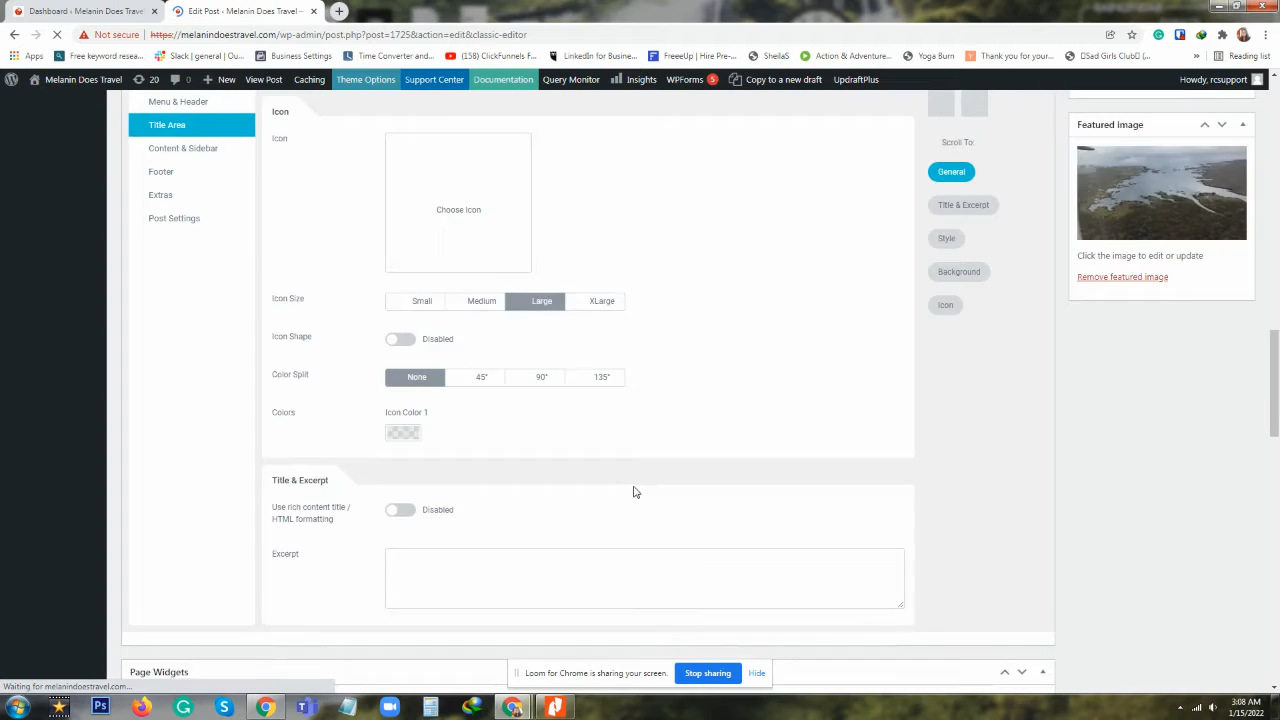 Dashboard ‹ Melanin Does Travel
Edit Post ‹ Melanin Does Travel —
Not secure
https://melanindoestravel.com/wp-admin/post.php?post=1725&action=edit&classic-editor
Apps
Free keyword resea...
Slack | general | Go...
Business Settings
Time Converter and...
(158) ClickFunnels F...
LinkedIn for Busine...
FreeeUp | Hire Pre-...
SheilaS
Action & Adventure...
Yoga Burn
Thank you for your...
Sad Girls Club
Reading list
Melanin Does Travel
20
0
New
View Post
Caching
Theme Options
Support Center
Documentation
Query Monitor
Insights
WPForms
5
Copy to a new draft
UpdraftPlus
Howdy, rcsupport
Menu & Header
Title Area
Content & Sidebar
Footer
Extras
Post Settings
Icon
Icon
Choose Icon
Icon Size
Small
Medium
Large
XLarge
Icon Shape
Disabled
Color Split
None
45°
90°
135°
Colors
Icon Color 1
Title & Excerpt
Use rich content title /
HTML formatting
Disabled
Excerpt
Scroll To:
General
Title & Excerpt
Style
Background
Icon
Featured image
Click the image to edit or update
Remove featured image
Page Widgets
Loom for Chrome is sharing your screen.
Stop sharing
Hide
Waiting for melanindoestravel.com...
3:08 AM
1/15/2022